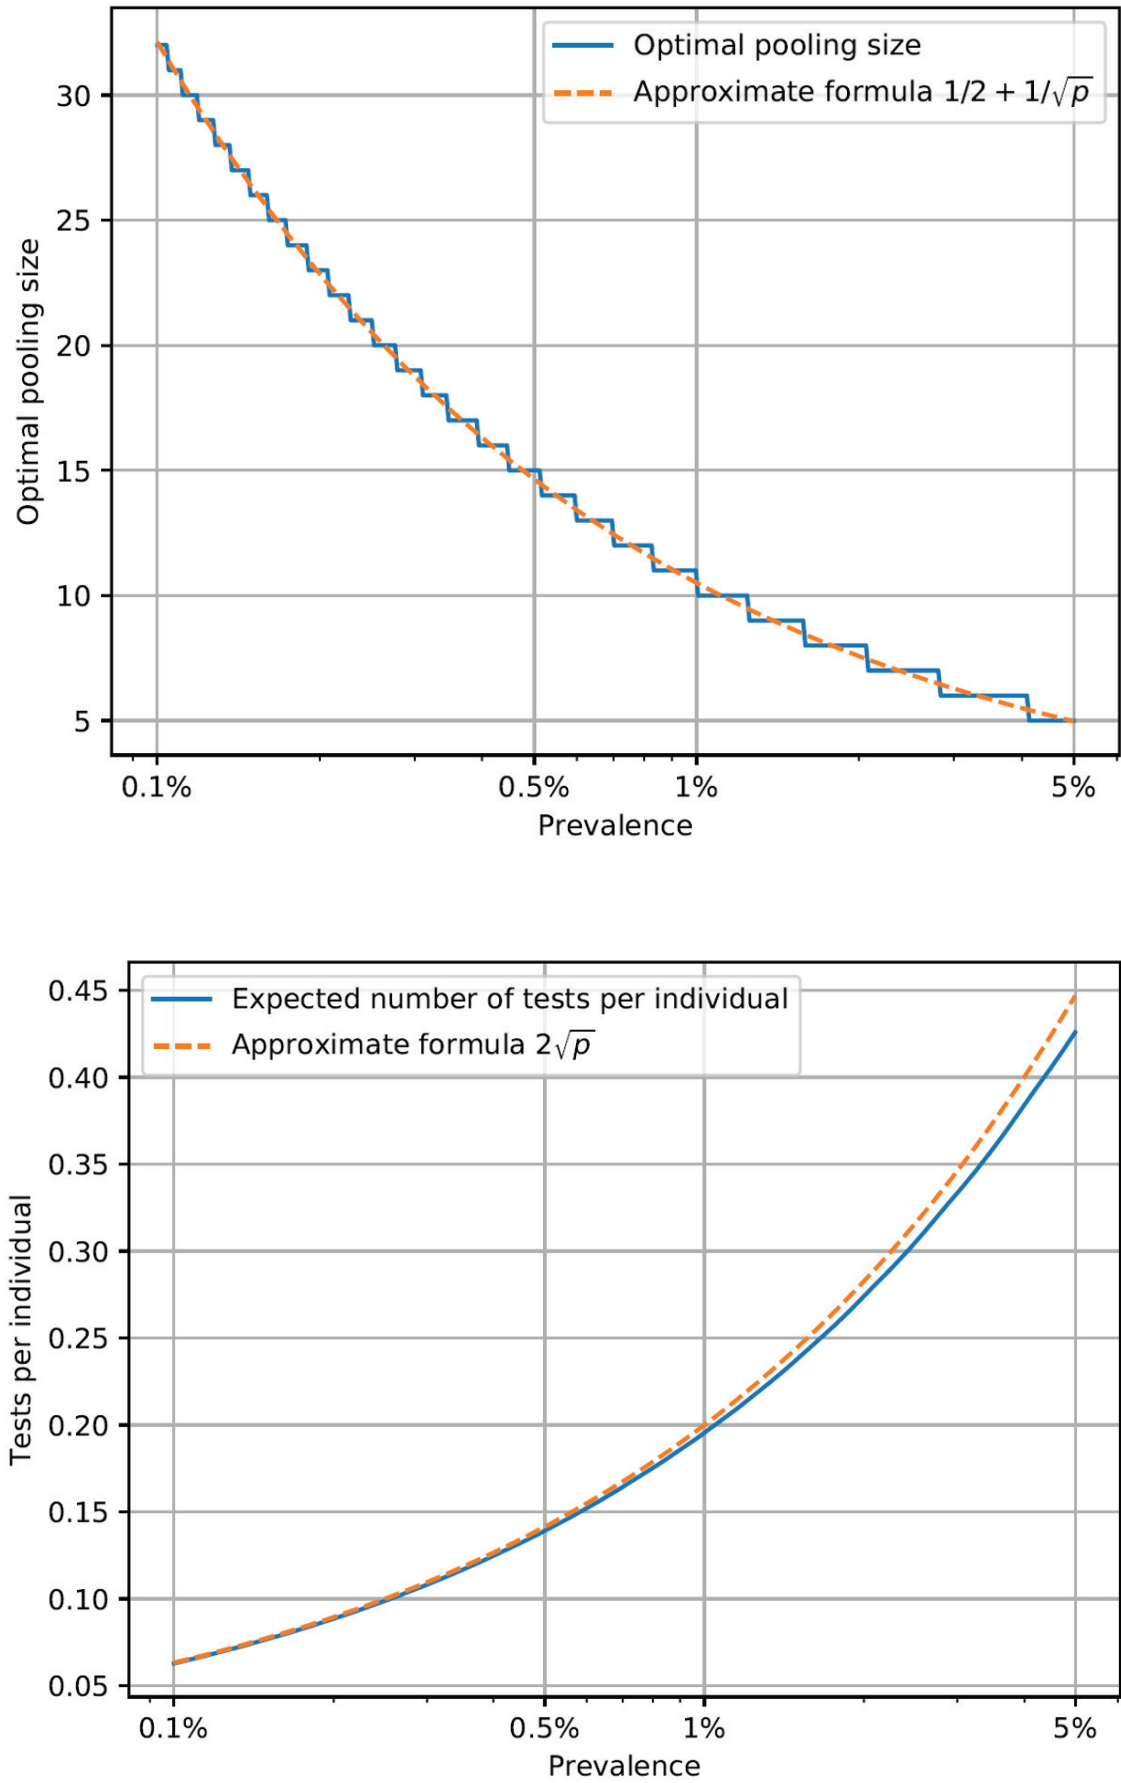 Optimal pooling size
Approximate formula 1/2 + 1/√p
30
25
20
15
10
5
Optimal pooling size
0.1%
0.5%
1%
5%
Prevalence
Expected number of tests per individual
Approximate formula 2√p
0.45
0.40
0.35
0.30
0.25
0.20
0.15
0.10
0.05
Tests per individual
0.1%
0.5%
1%
5%
Prevalence